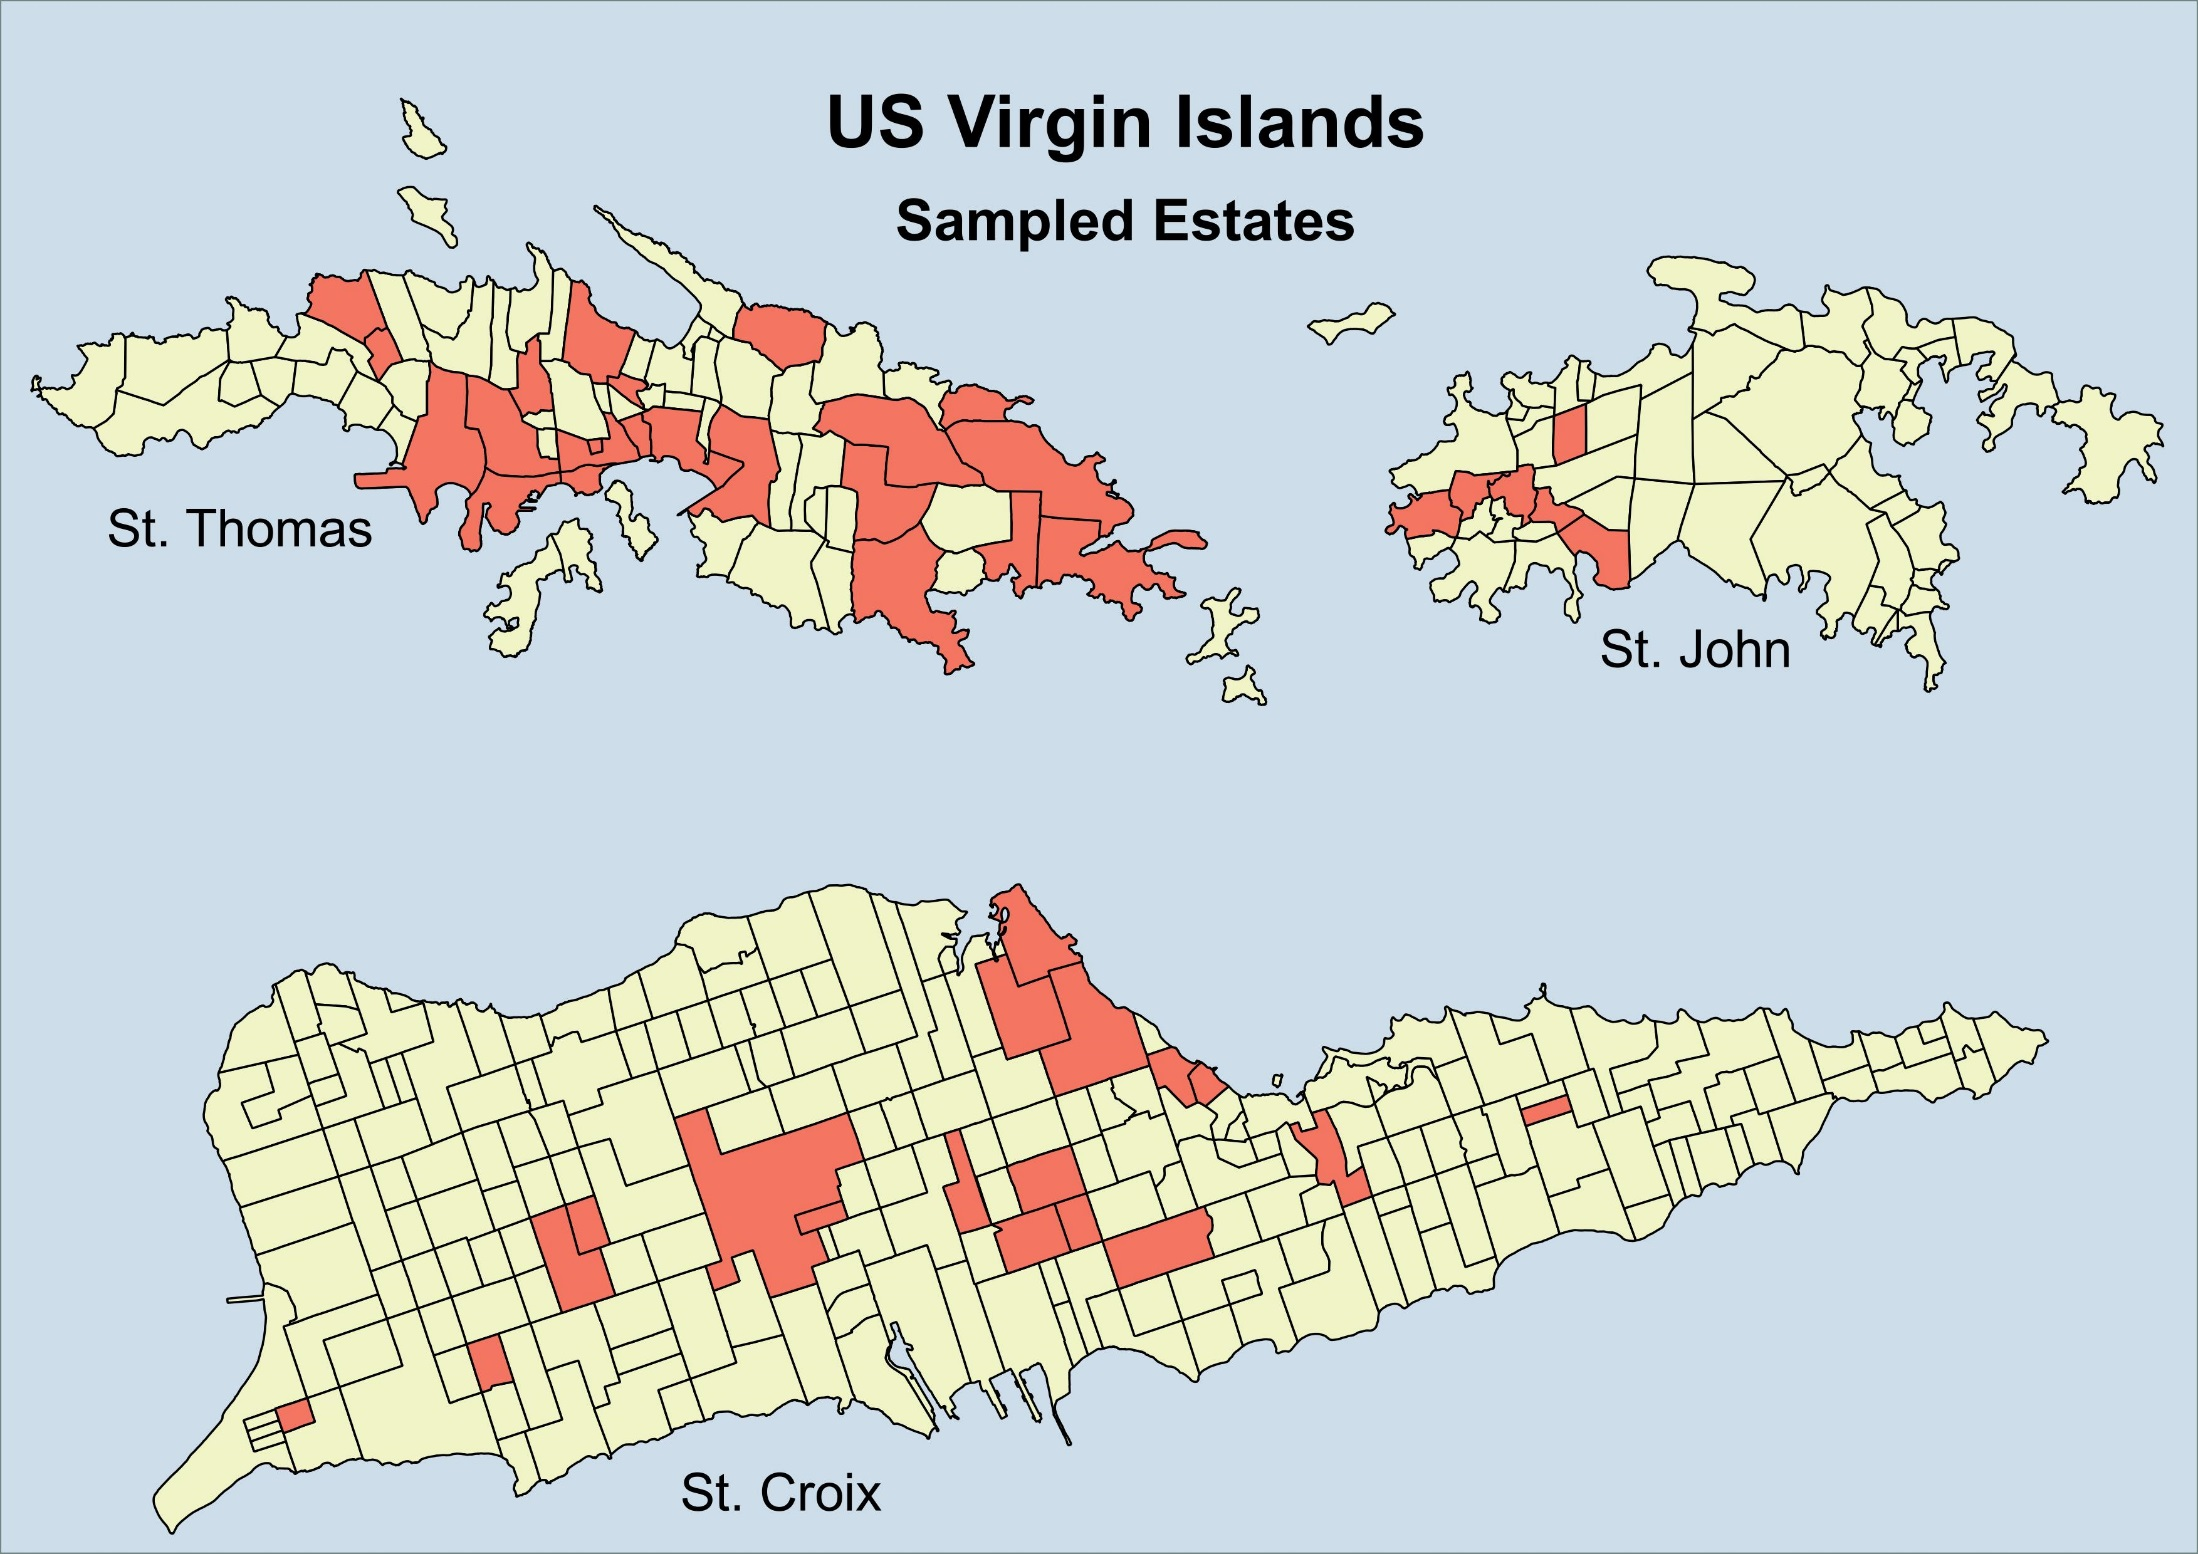 US Virgin Islands
Sampled Estates
St. Thomas
St. John
St. Croix